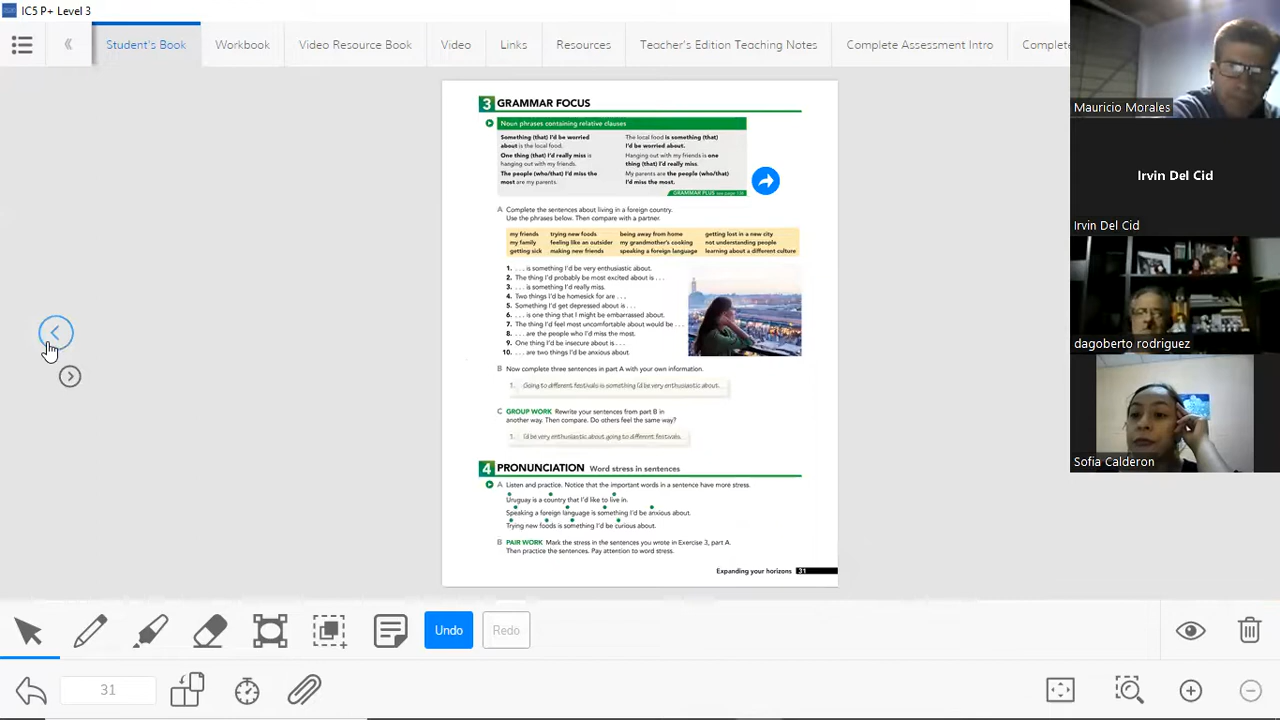 IC5 P+ Level 3
Student's Book
Workbook
Video Resource Book
Video
Links
Resources
Teacher's Edition Teaching Notes
Complete Assessment Intro
Complete
3 GRAMMAR FOCUS
Noun phrases containing relative clauses
Something (that) I'd be worried
about is the local food.
One thing (that) I'd really miss is
hanging out with my friends.
The people (who/that) I'd miss the
most are my parents.
The local food is something (that)
I'd be worried about.
Hanging out with my friends is one
thing (that) I'd really miss.
My parents are the people (who/that)
I'd miss the most.
GRAMMAR PLUS
A Complete the sentences about living in a foreign country.
Use the phrases below. Then compare with a partner.
my friends trying new foods being away from home getting lost in a new city
my family feeling like an outsider my grandmother's cooking not understanding people
getting sick making new friends speaking a foreign language learning about a different culture
1. . . . is something I'd be very enthusiastic about.
2. The thing I'd probably be most excited about is . . .
3. . . . is something I'd really miss.
4. Two things I'd be homesick for are . . .
5. Something I'd get depressed about is . . .
6. . . . is one thing that I might be embarrassed about.
7. The thing I'd feel most uncomfortable about would be . . .
8. . . . are the people who I'd miss the most.
9. One thing I'd be insecure about is . . .
10. . . . are two things I'd be anxious about.
B Now complete three sentences in part A with your own information.
1. Going to different festivals is something I'd be very enthusiastic about.
C GROUP WORK Rewrite your sentences from part B in
another way. Then compare. Do others feel the same way?
1. I'd be very enthusiastic about going to different festivals.
4 PRONUNCIATION Word stress in sentences
A Listen and practice. Notice that the important words in a sentence have more stress.
Uruguay is a country that I'd like to live in.
Speaking a foreign language is something I'd be anxious about.
Trying new foods is something I'd be curious about.
B PAIR WORK Mark the stress in the sentences you wrote in Exercise 3, part A.
Then practice the sentences. Pay attention to word stress.
Expanding your horizons 31
Undo
Redo
31
Mauricio Morales
Irvin Del Cid
Irvin Del Cid
dagoberto rodriguez
Sofia Calderon